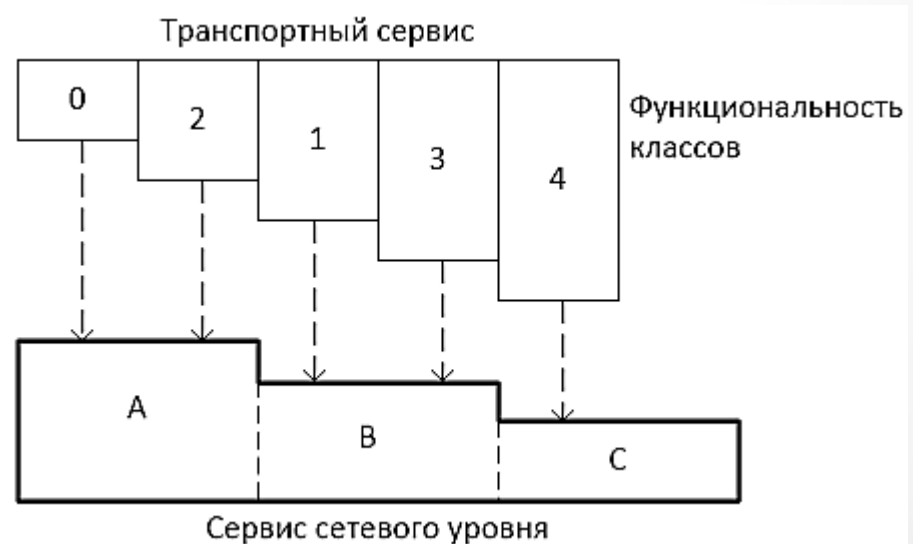 Транспортный сервис
0
2
1
3
4
Функциональность
классов
A
B
C
Сервис сетевого уровня